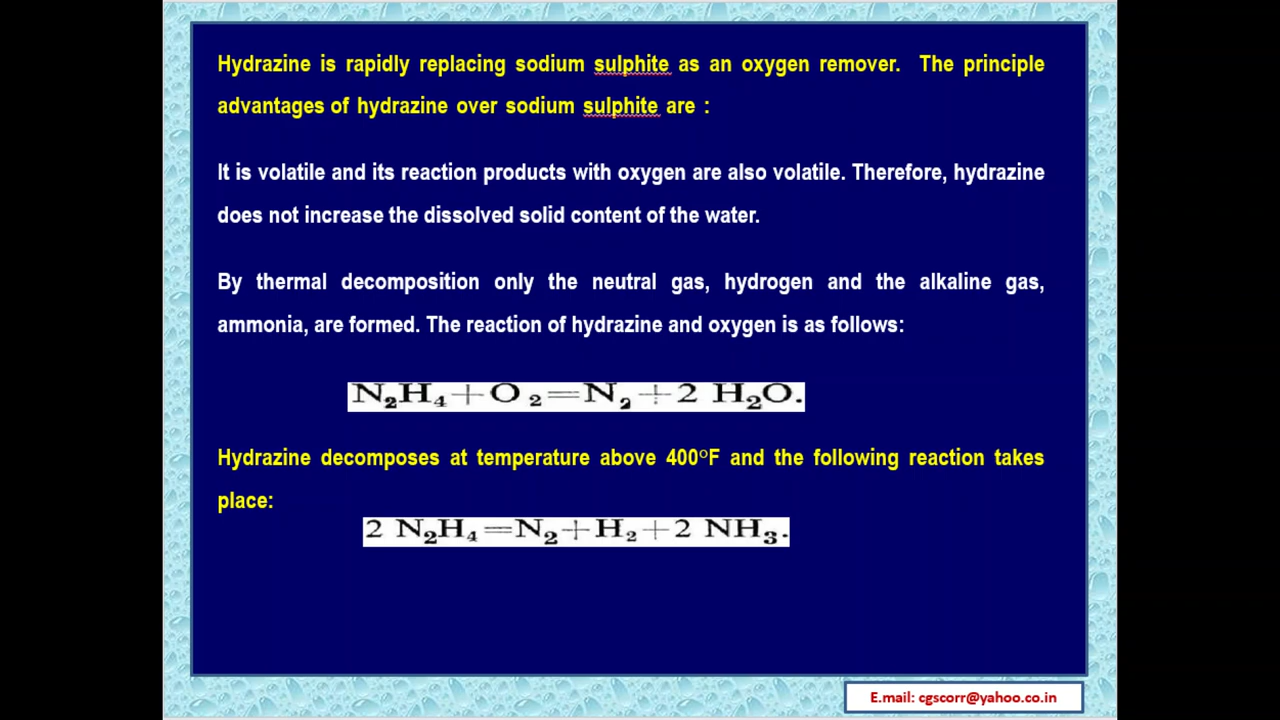 Hydrazine is rapidly replacing sodium sulphite as an oxygen remover. The principle
advantages of hydrazine over sodium sulphite are :
It is volatile and its reaction products with oxygen are also volatile. Therefore, hydrazine
does not increase the dissolved solid content of the water.
By thermal decomposition only the neutral gas, hydrogen and the alkaline gas,
ammonia, are formed. The reaction of hydrazine and oxygen is as follows:
N₂H₄+O₂=N₂+2 H₂O.
Hydrazine decomposes at temperature above 400°F and the following reaction takes
place:
2 N₂H₄=N₂+H₂+2 NH₃.
E.mail: cgscorr@yahoo.co.in